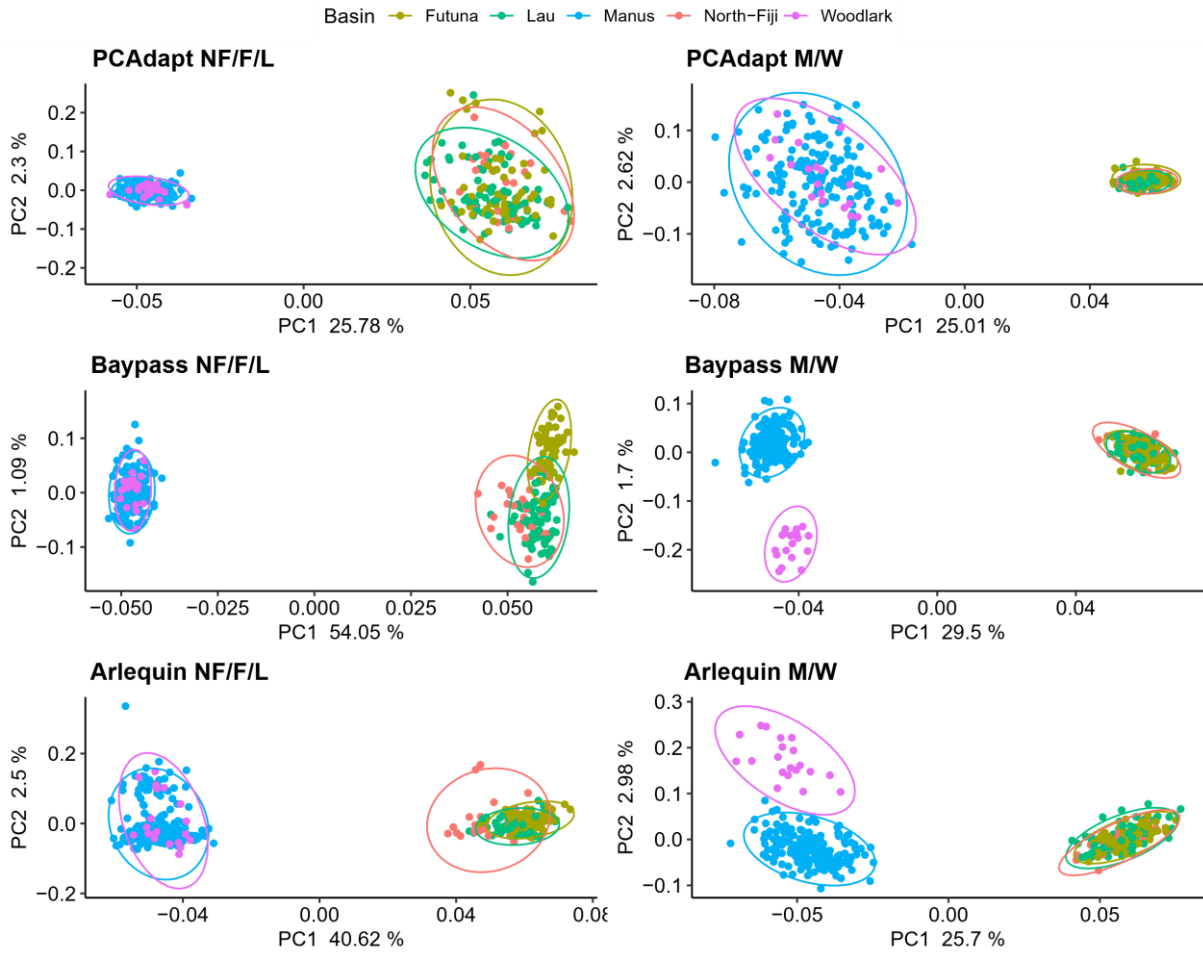 Basin Futuna Lau Manus North−Fiji Woodlark
PCAdapt NF/F/L
PC2 2.3 %
0.2
0.1
0.0
−0.1
−0.2
−0.05 0.00 0.05
PC1 25.78 %
PCAdapt M/W
PC2 2.62 %
0.1
0.0
−0.1
−0.08 −0.04 0.00 0.04
PC1 25.01 %
Baypass NF/F/L
PC2 1.09 %
0.1
0.0
−0.1
−0.050 −0.025 0.000 0.025 0.050
PC1 54.05 %
Baypass M/W
PC2 1.7 %
0.1
0.0
−0.1
−0.2
−0.04 0.00 0.04
PC1 29.5 %
Arlequin NF/F/L
PC2 2.5 %
0.2
0.0
−0.2
−0.04 0.00 0.04 0.08
PC1 40.62 %
Arlequin M/W
PC2 2.98 %
0.3
0.2
0.1
0.0
−0.1
−0.05 0.00 0.05
PC1 25.7 %